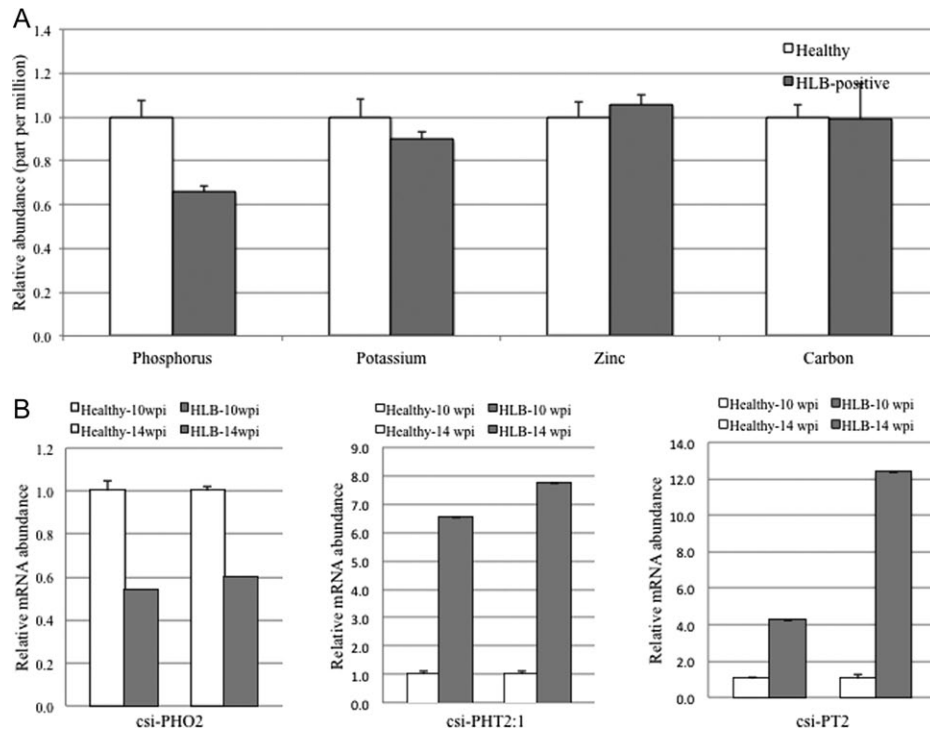 A
Relative abundance (part per million)
1.4
1.2
1.0
0.8
0.6
0.4
0.2
0.0
Healthy
HLB-positive
Phosphorus Potassium Zinc Carbon
B
Healthy-10wpi HLB-10wpi
Healthy-14wpi HLB-14wpi
Relative mRNA abundance
1.2
1.0
0.8
0.6
0.4
0.2
0.0
csi-PHO2
Healthy-10 wpi HLB-10 wpi
Healthy-14 wpi HLB-14 wpi
Relative mRNA abundance
9.0
8.0
7.0
6.0
5.0
4.0
3.0
2.0
1.0
0.0
csi-PHT2:1
Healthy-10 wpi HLB-10 wpi
Healthy-14 wpi HLB-14 wpi
Relative mRNA abundance
14.0
12.0
10.0
8.0
6.0
4.0
2.0
0.0
csi-PT2